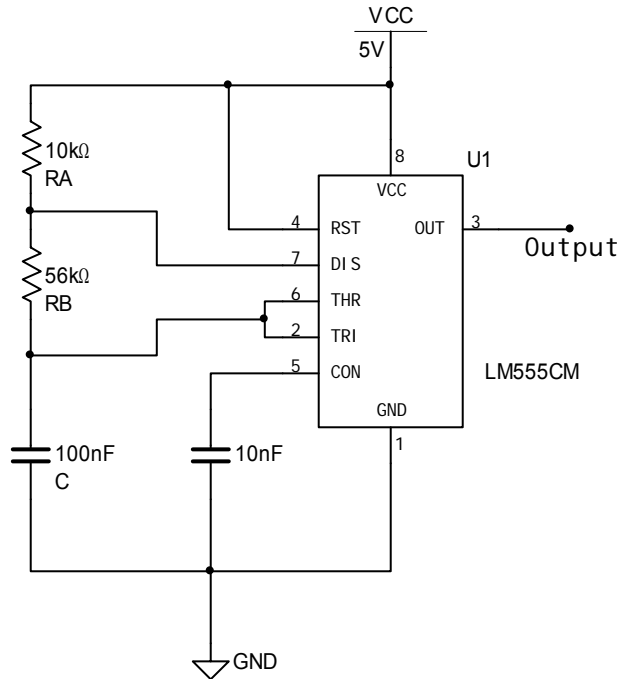 VCC
5V
8
U1
VCC
10kΩ
RA
4
RST
OUT
3
Output
7
DIS
56kΩ
RB
6
THR
2
TRI
5
CON
LM555CM
GND
1
100nF
C
10nF
GND